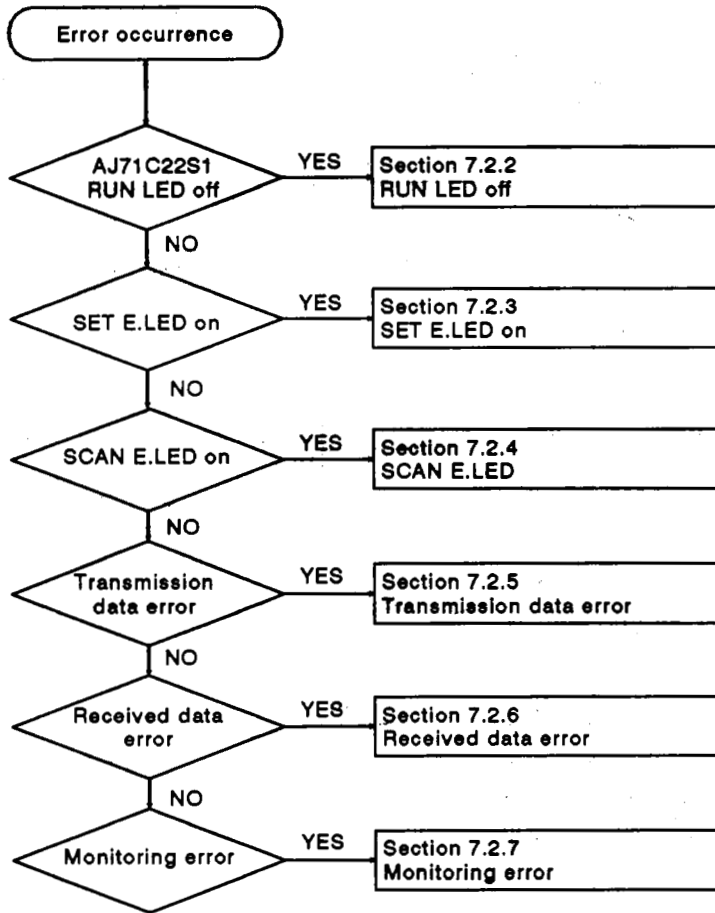 Error occurrence
AJ71C22S1
RUN LED off
YES
Section 7.2.2
RUN LED off
NO
SET E.LED on
YES
Section 7.2.3
SET E.LED on
NO
SCAN E.LED on
YES
Section 7.2.4
SCAN E.LED
NO
Transmission
data error
YES
Section 7.2.5
Transmission data error
NO
Received data
error
YES
Section 7.2.6
Received data error
NO
Monitoring error
YES
Section 7.2.7
Monitoring error